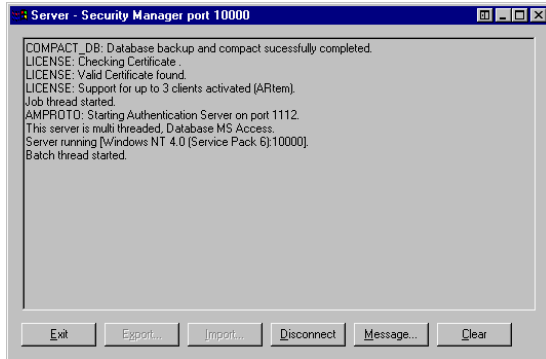 Server - Security Manager port 10000
COMPACT_DB: Database backup and compact sucessfully completed.
LICENSE: Checking Certificate .
LICENSE: Valid Certificate found.
LICENSE: Support for up to 3 clients activated (ARtem).
Job thread started.
AMPROTO: Starting Authentication Server on port 1112.
This server is multi threaded, Database MS Access.
Server running [Windows NT 4.0 (Service Pack 6):10000].
Batch thread started.
Exit Export... Import... Disconnect Message... Clear